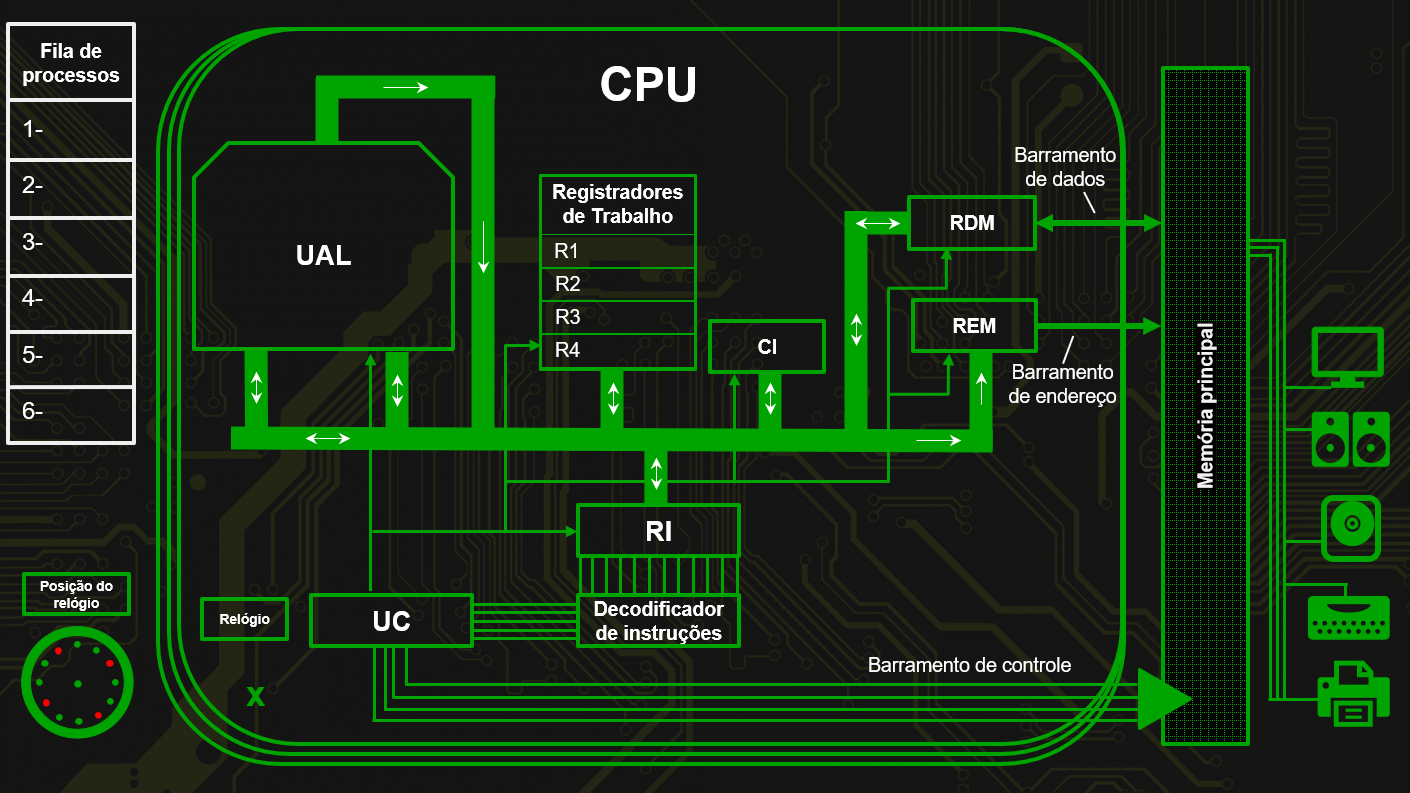 Fila de
processos
1-
2-
3-
4-
5-
6-
Posição do
relógio
CPU
UAL
Registradores
de Trabalho
R1
R2
R3
R4
CI
RDM
REM
Barramento
de dados
Barramento
de endereço
RI
Decodificador
de instruções
Relógio
UC
X
Barramento de controle
Memória principal